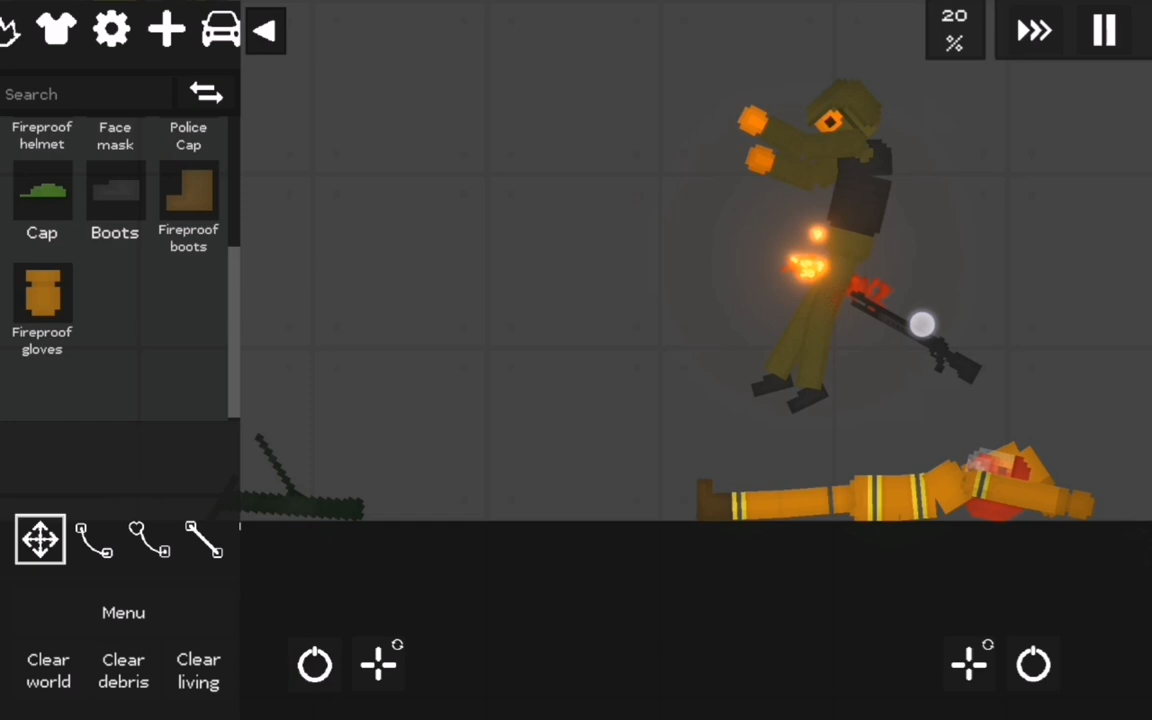 20
%
Search
Fireproof
helmet
Face
mask
Police
Cap
Cap
Boots
Fireproof
boots
Fireproof
gloves
Menu
Clear
world
Clear
debris
Clear
living